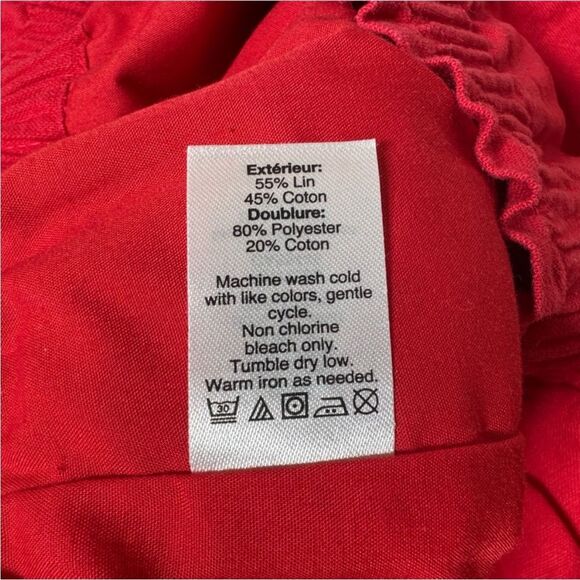 Extérieur:
55% Lin
45% Coton
Doublure:
80% Polyester
20% Coton
Machine wash cold
with like colors, gentle
cycle.
Non chlorine
bleach only.
Tumble dry low.
Warm iron as needed.
30